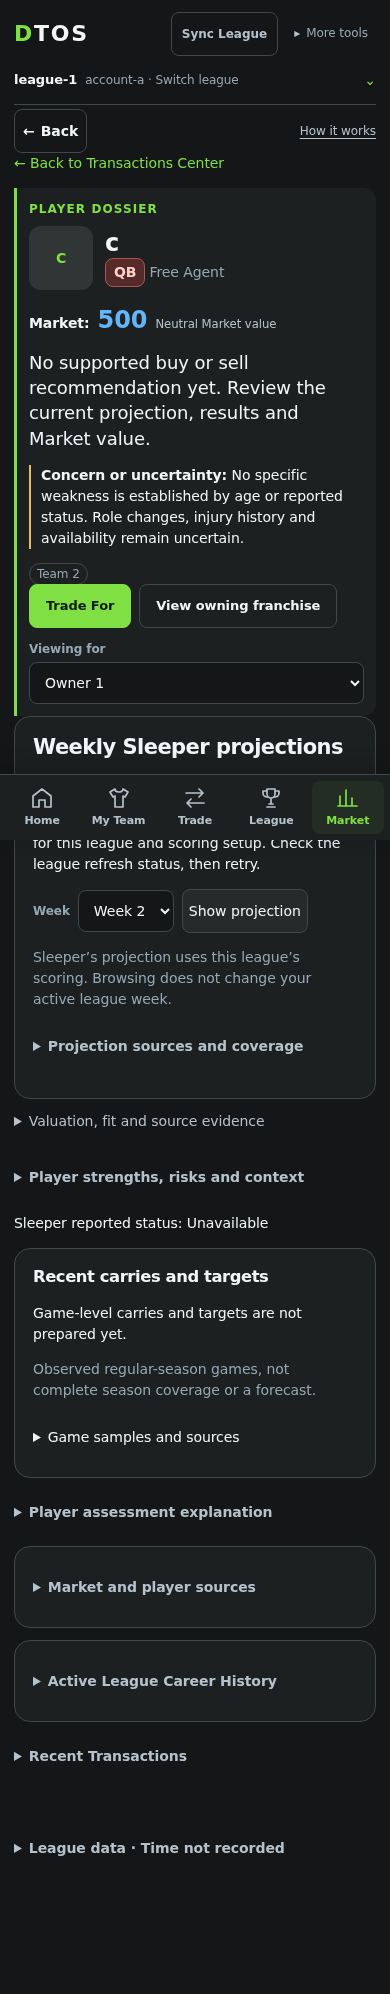 DTOS
Sync League
▸ More tools
league-1 account-a · Switch league
← Back
How it works
← Back to Transactions Center
PLAYER DOSSIER
C
c
QB Free Agent
Market: 500 Neutral Market value
No supported buy or sell
recommendation yet. Review the
current projection, results and
Market value.
Concern or uncertainty: No specific
weakness is established by age or reported
status. Role changes, injury history and
availability remain uncertain.
Team 2
Trade For
View owning franchise
Viewing for
Owner 1
Weekly Sleeper projections
Home
My Team
Trade
League
Market
for this league and scoring setup. Check the
league refresh status, then retry.
Week
Week 2
Show projection
Sleeper’s projection uses this league’s
scoring. Browsing does not change your
active league week.
▸ Projection sources and coverage
▸ Valuation, fit and source evidence
▸ Player strengths, risks and context
Sleeper reported status: Unavailable
Recent carries and targets
Game-level carries and targets are not
prepared yet.
Observed regular-season games, not
complete season coverage or a forecast.
▸ Game samples and sources
▸ Player assessment explanation
▸ Market and player sources
▸ Active League Career History
▸ Recent Transactions
▸ League data · Time not recorded